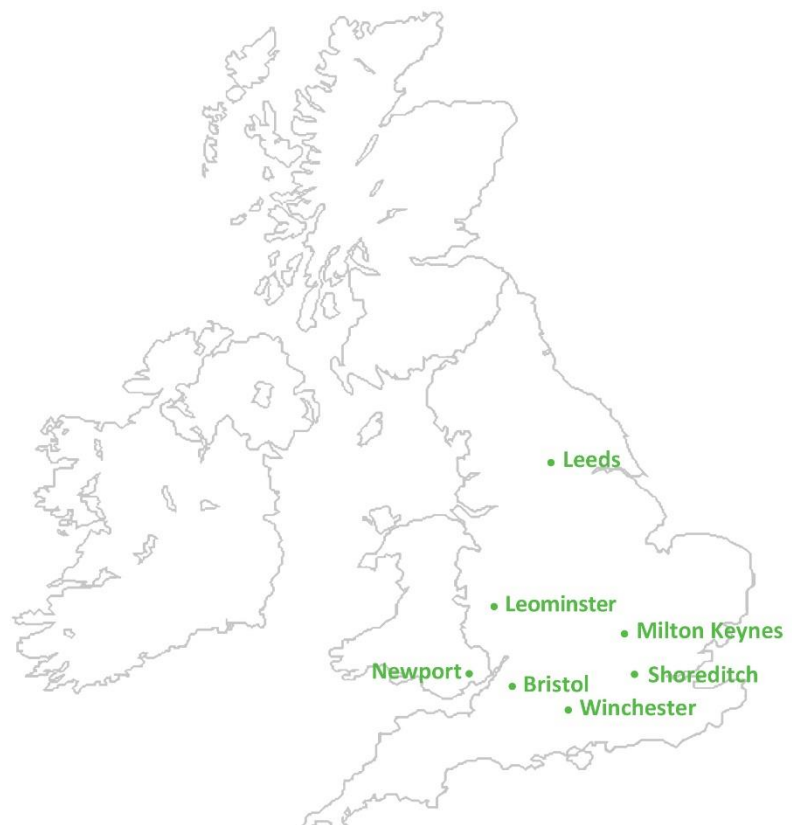 Leeds
Leominster
Milton Keynes
Newport
Shoreditch
Bristol
Winchester